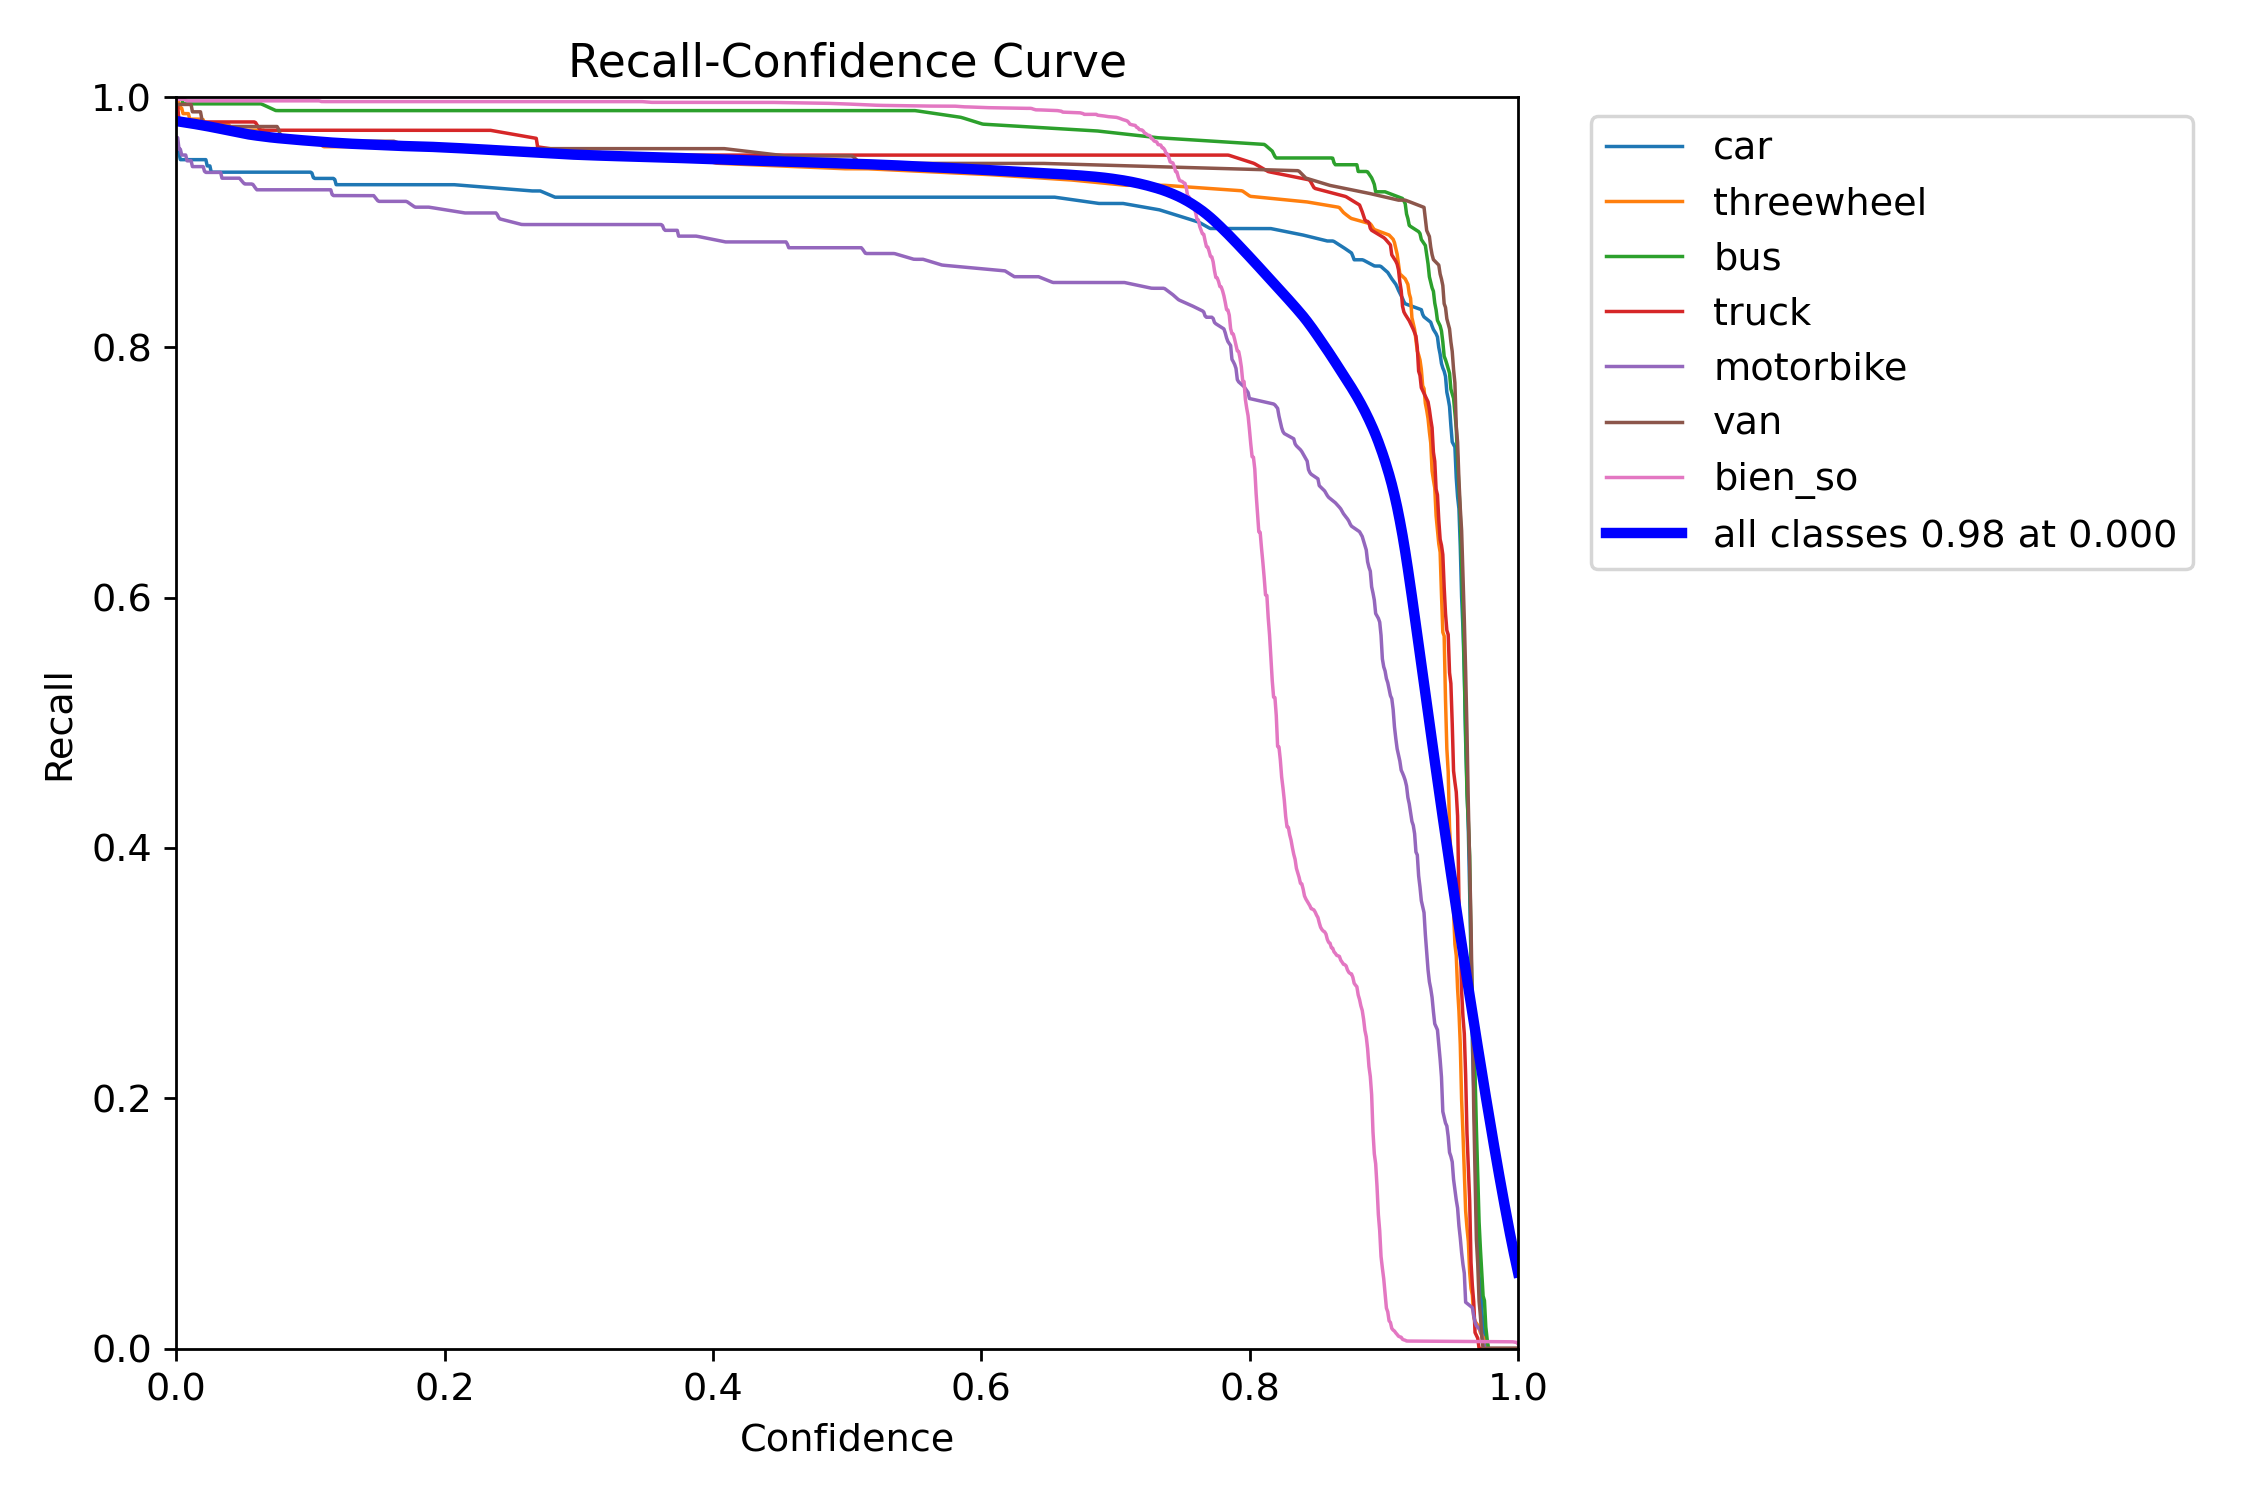 Recall-Confidence Curve
1.0
0.8
0.6
0.4
0.2
0.0
Recall
0.0 0.2 0.4 0.6 0.8 1.0
Confidence
car
threewheel
bus
truck
motorbike
van
bien_so
all classes 0.98 at 0.000